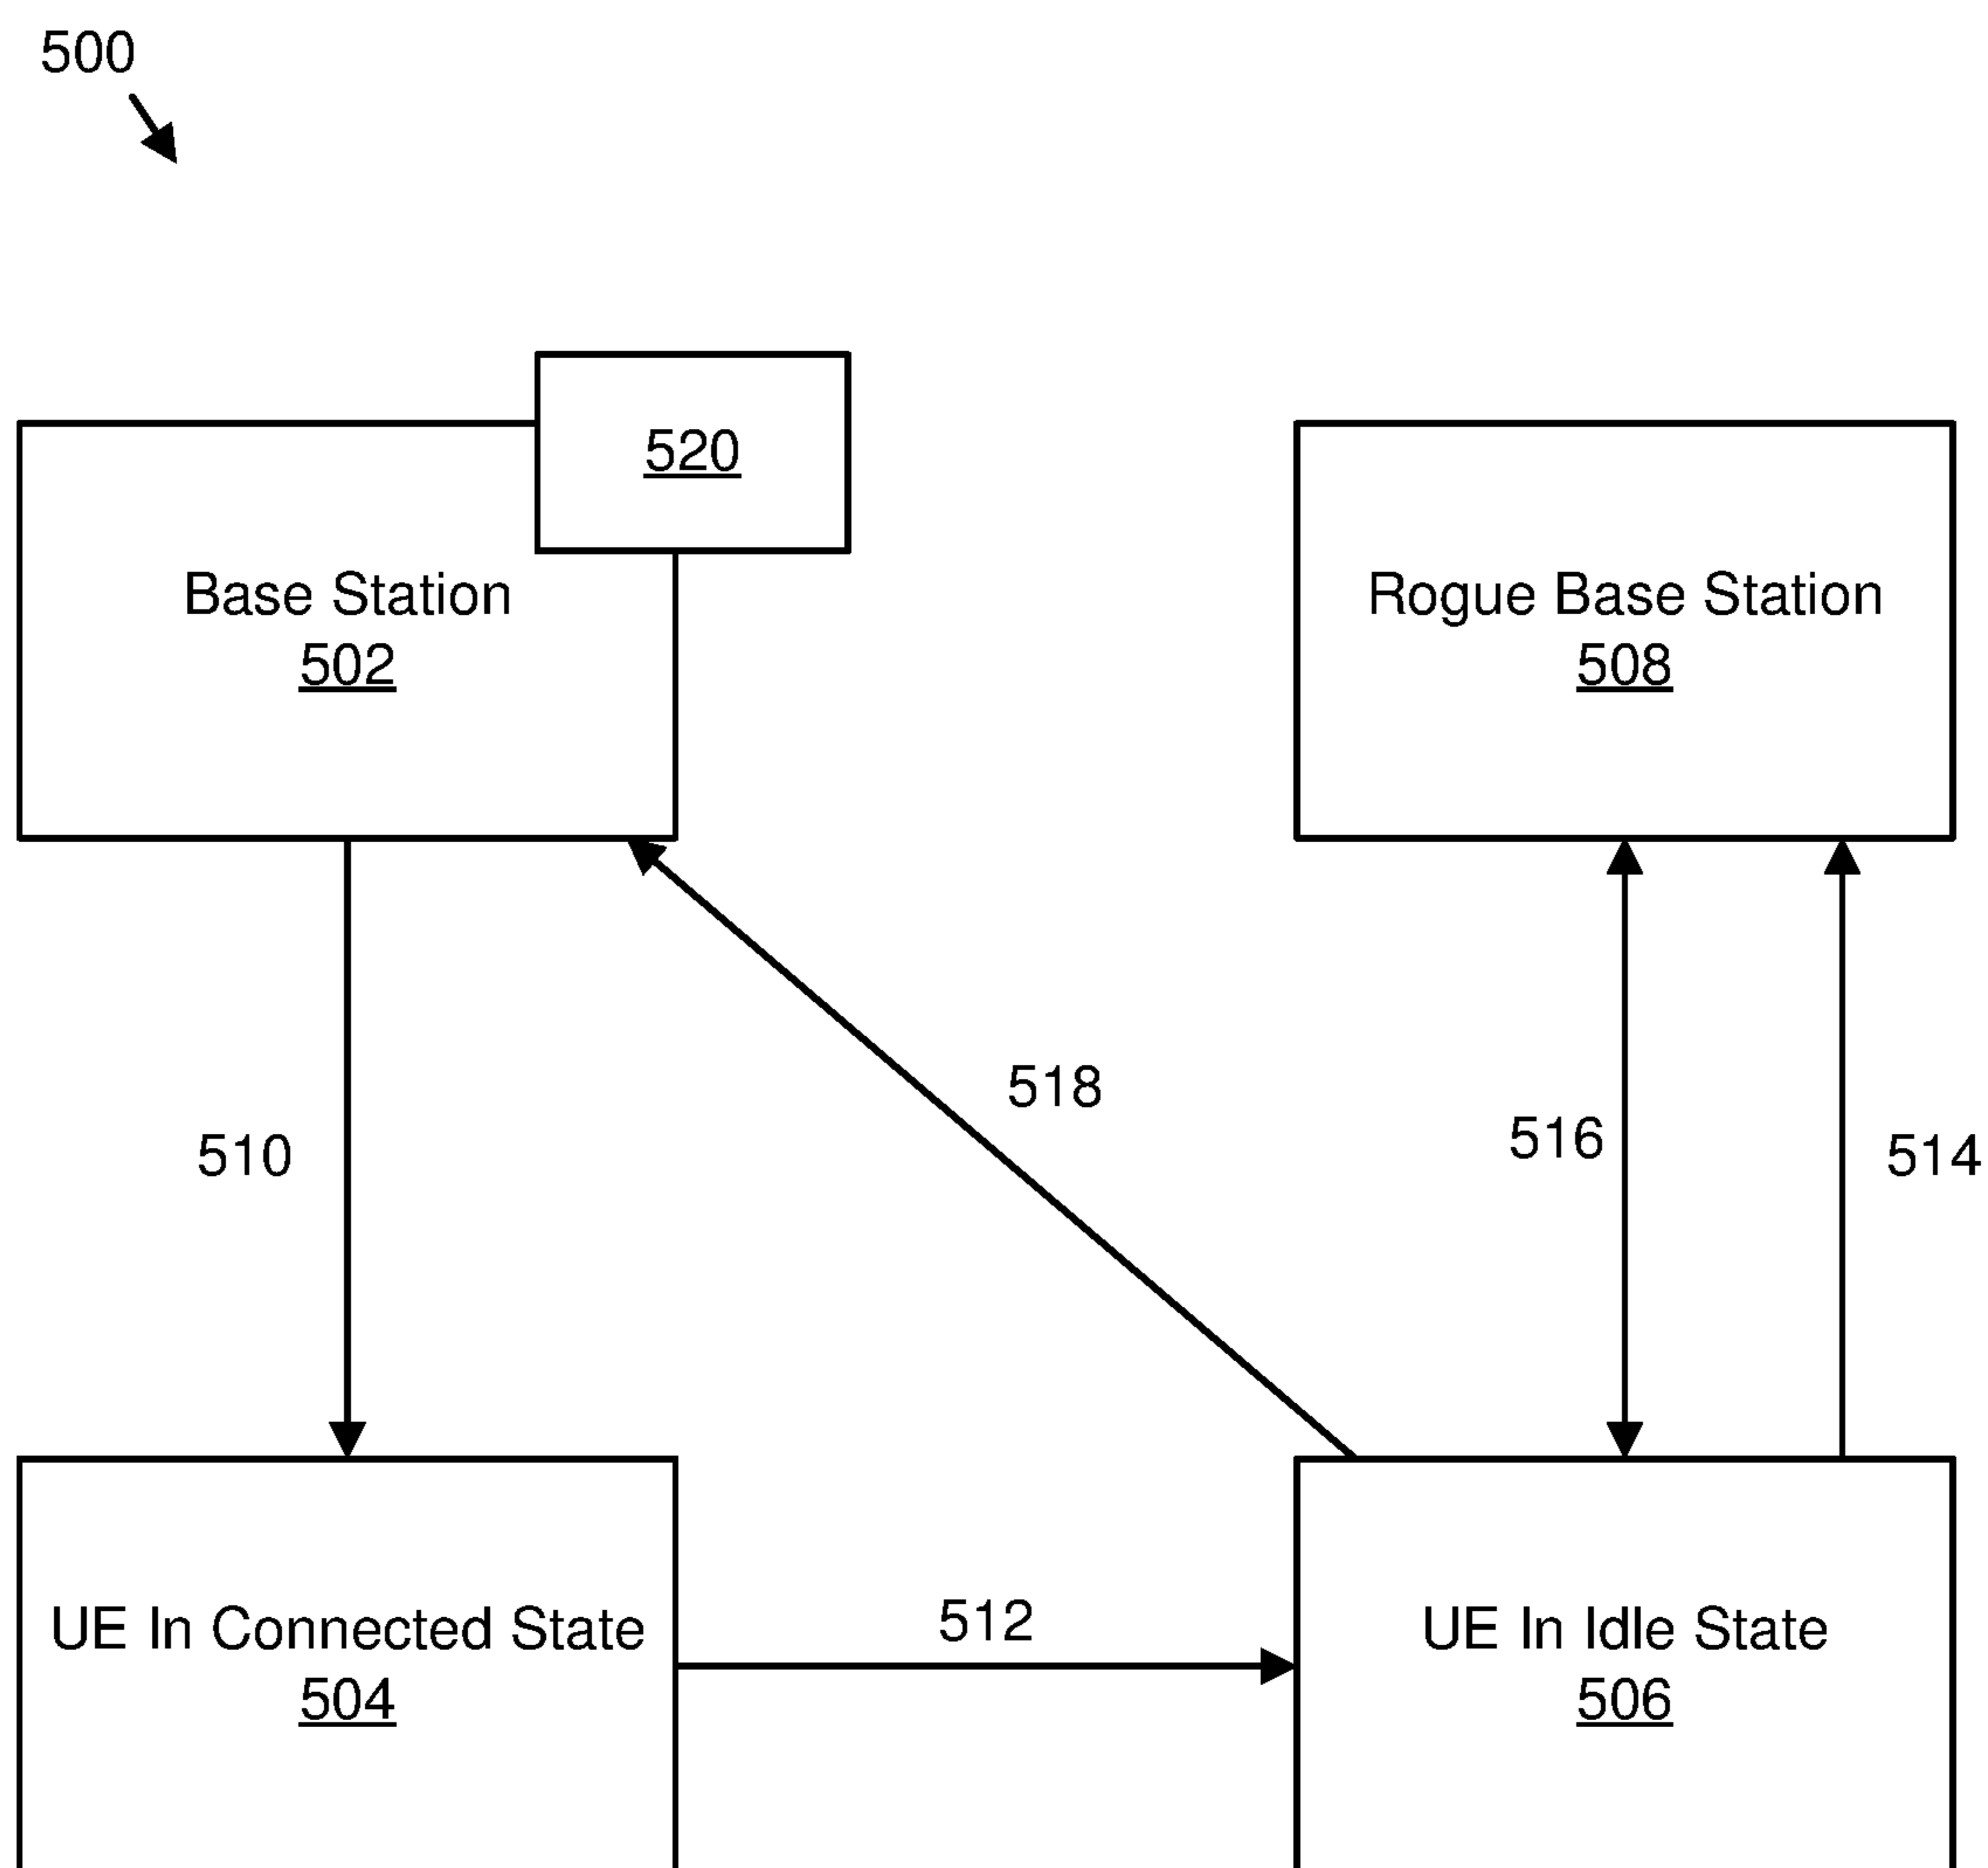 500
520
Base Station
502
Rogue Base Station
508
518
516
510
514
512
UE In Connected State
504
UE In Idle State
506